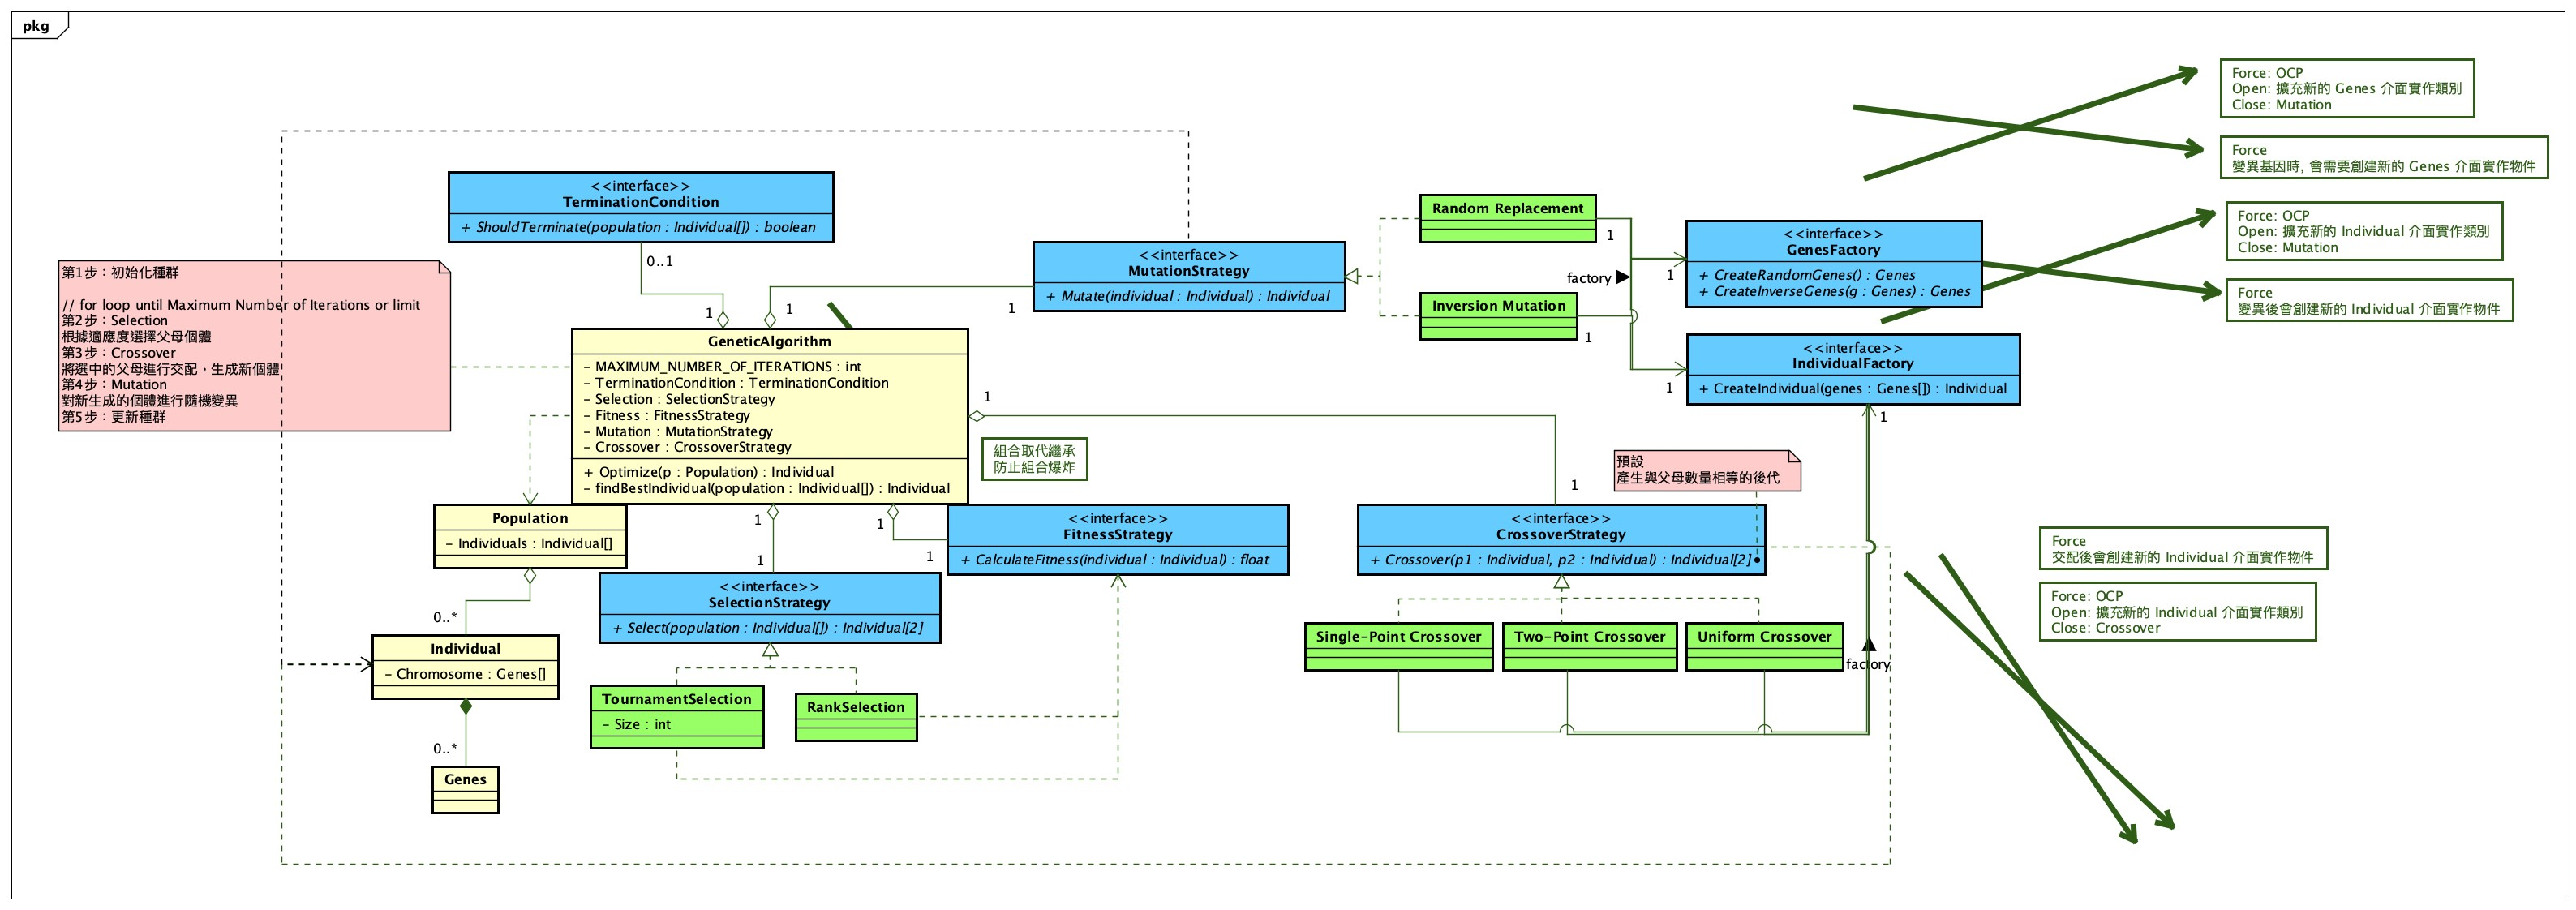 pkg
<<interface>>
TerminationCondition
+ ShouldTerminate(population : Individual[]) : boolean
0..1
1
第1步：初始化種群
// for loop until Maximum Number of Iterations or limit
第2步：Selection
根據適應度選擇父母個體
第3步：Crossover
將選中的父母進行交配，生成新個體
第4步：Mutation
對新生成的個體進行隨機變異
第5步：更新種群
<<interface>>
MutationStrategy
+ Mutate(individual : Individual) : Individual
1
1
Random Replacement
1
Inversion Mutation
1
factory
1
1
<<interface>>
GenesFactory
+ CreateRandomGenes() : Genes
+ CreateInverseGenes(g : Genes) : Genes
<<interface>>
IndividualFactory
+ CreateIndividual(genes : Genes[]) : Individual
1
Force: OCP
Open: 擴充新的 Genes 介面實作類別
Close: Mutation
Force
變異基因時, 會需要創建新的 Genes 介面實作物件
Force: OCP
Open: 擴充新的 Individual 介面實作類別
Close: Mutation
Force
變異後會創建新的 Individual 介面實作物件
GeneticAlgorithm
- MAXIMUM_NUMBER_OF_ITERATIONS : int
- TerminationCondition : TerminationCondition
- Selection : SelectionStrategy
- Fitness : FitnessStrategy
- Mutation : MutationStrategy
- Crossover : CrossoverStrategy
+ Optimize(p : Population) : Individual
- findBestIndividual(population : Individual[]) : Individual
1
組合取代繼承
防止組合爆炸
預設
產生與父母數量相等的後代
1
Population
- Individuals : Individual[]
0..*
Individual
- Chromosome : Genes[]
0..*
Genes
1
1
<<interface>>
SelectionStrategy
+ Select(population : Individual[]) : Individual[2]
TournamentSelection
- Size : int
RankSelection
1
1
<<interface>>
FitnessStrategy
+ CalculateFitness(individual : Individual) : float
<<interface>>
CrossoverStrategy
+ Crossover(p1 : Individual, p2 : Individual) : Individual[2]
Single-Point Crossover
Two-Point Crossover
Uniform Crossover
factory
Force
交配後會創建新的 Individual 介面實作物件
Force: OCP
Open: 擴充新的 Individual 介面實作類別
Close: Crossover